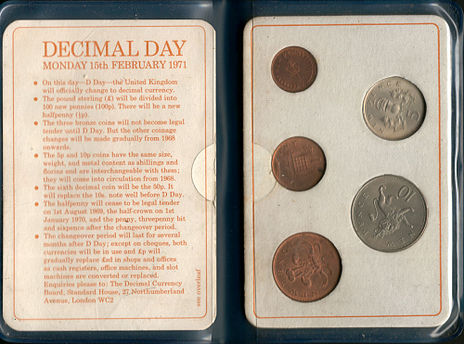 DECIMAL DAY
MONDAY 15th FEBRUARY 1971
On this day—D Day—the United Kingdom
will officially change to decimal currency.
The pound sterling (£) will be divided into
100 new pennies (100p). There will be a new
halfpenny (½p).
The three bronze coins will not become legal
tender until D Day. But the other coinage
changes will be made gradually from 1968
onwards.
The 5p and 10p coins have the same size,
weight, and metal content as shillings and
florins and are interchangeable with them;
they will come into circulation from 1968.
The sixth decimal coin will be the 50p. It
will replace the 10s. note well before D Day.
The halfpenny will cease to be legal tender
on 1st August 1969, the half-crown on 1st
January 1970, and the penny, threepenny bit
and sixpence after the changeover period.
The changeover period will last for several
months after D Day; except on cheques, both
currencies will be in use and £p will
gradually replace £sd in shops and offices
as cash registers, office machines, and slot
machines are converted or replaced.
Enquiries please to: The Decimal Currency
Board, Standard House, 27, Northumberland
Avenue, London WC2
see overleaf
5
10